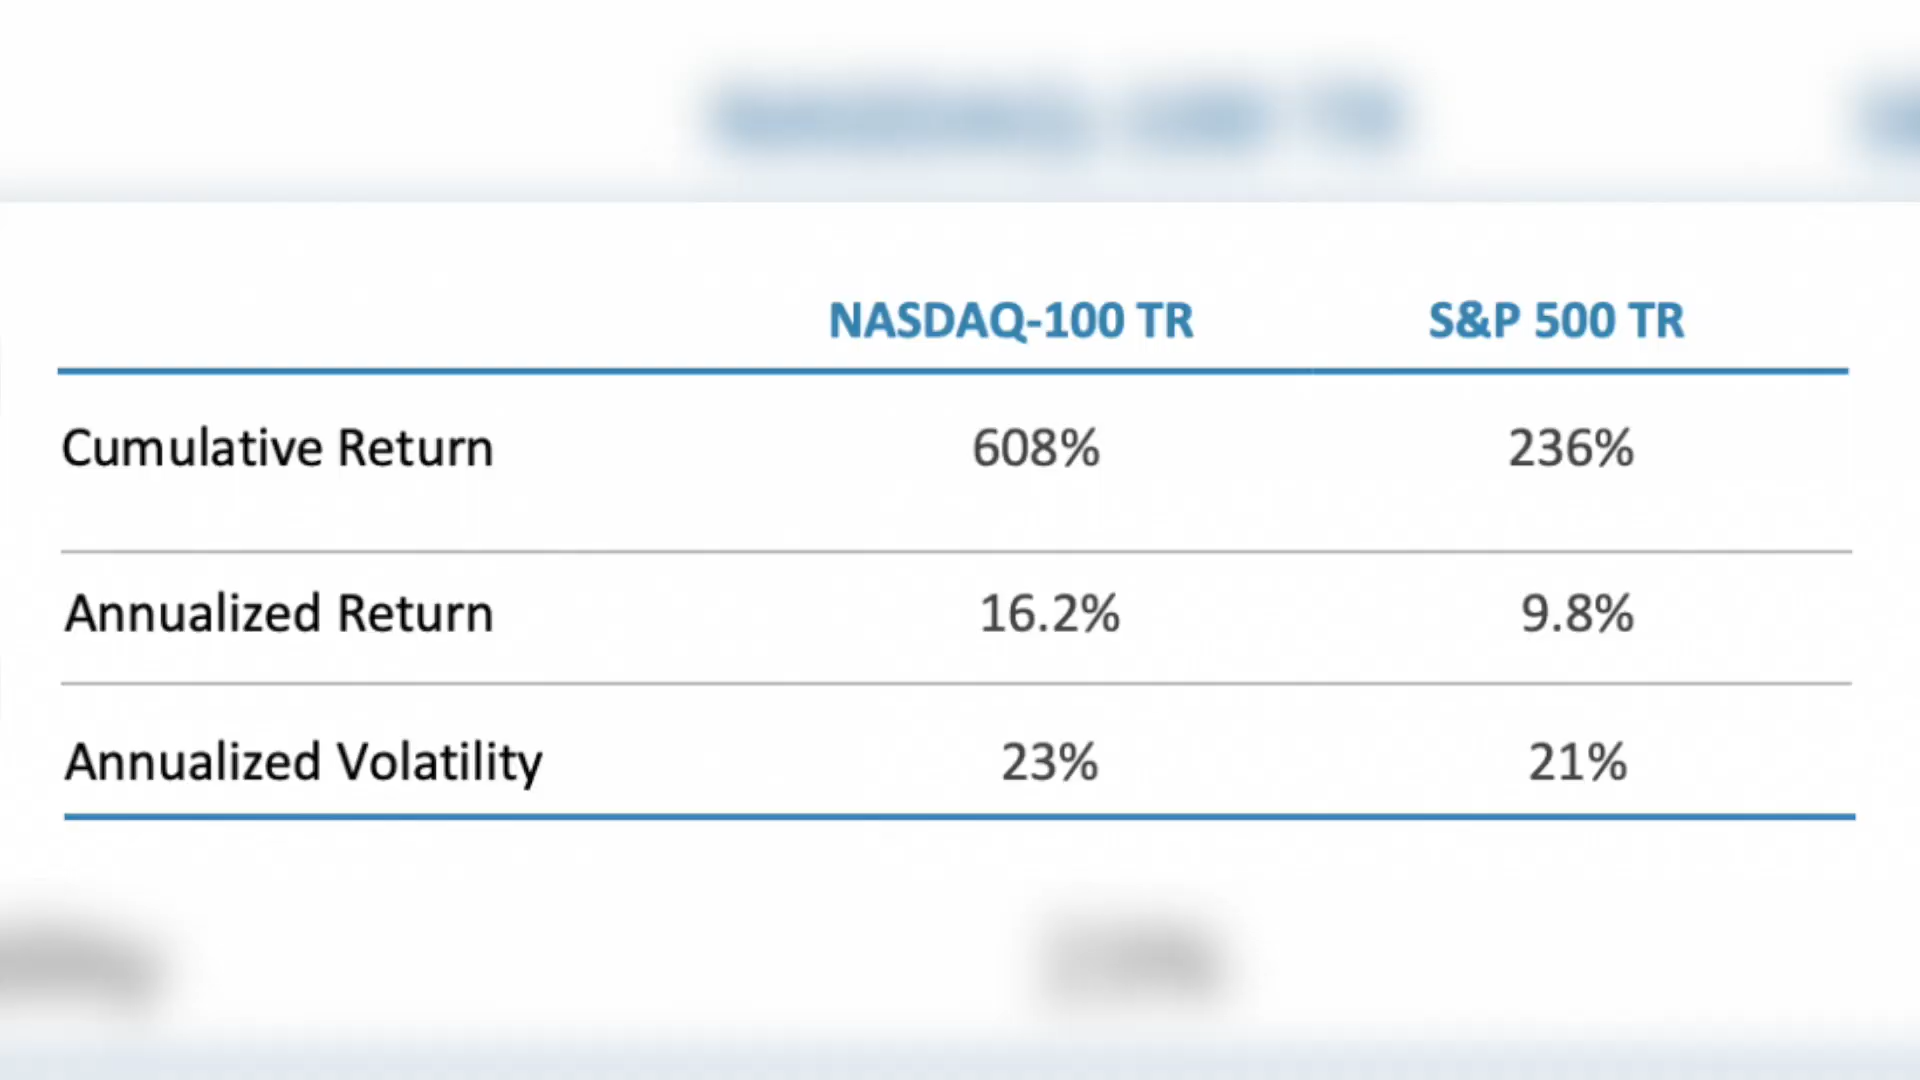 NASDAQ-100 TR S&P 500 TR
Cumulative Return 608% 236%
Annualized Return 16.2% 9.8%
Annualized Volatility 23% 21%